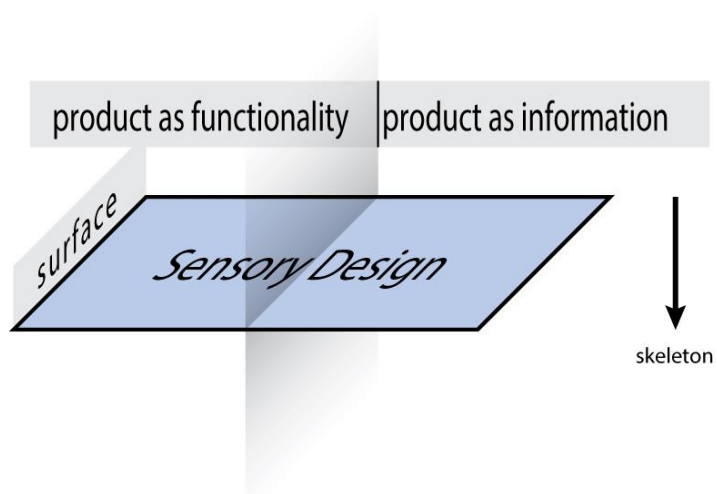 product as functionality
product as information
surface
Sensory Design
skeleton